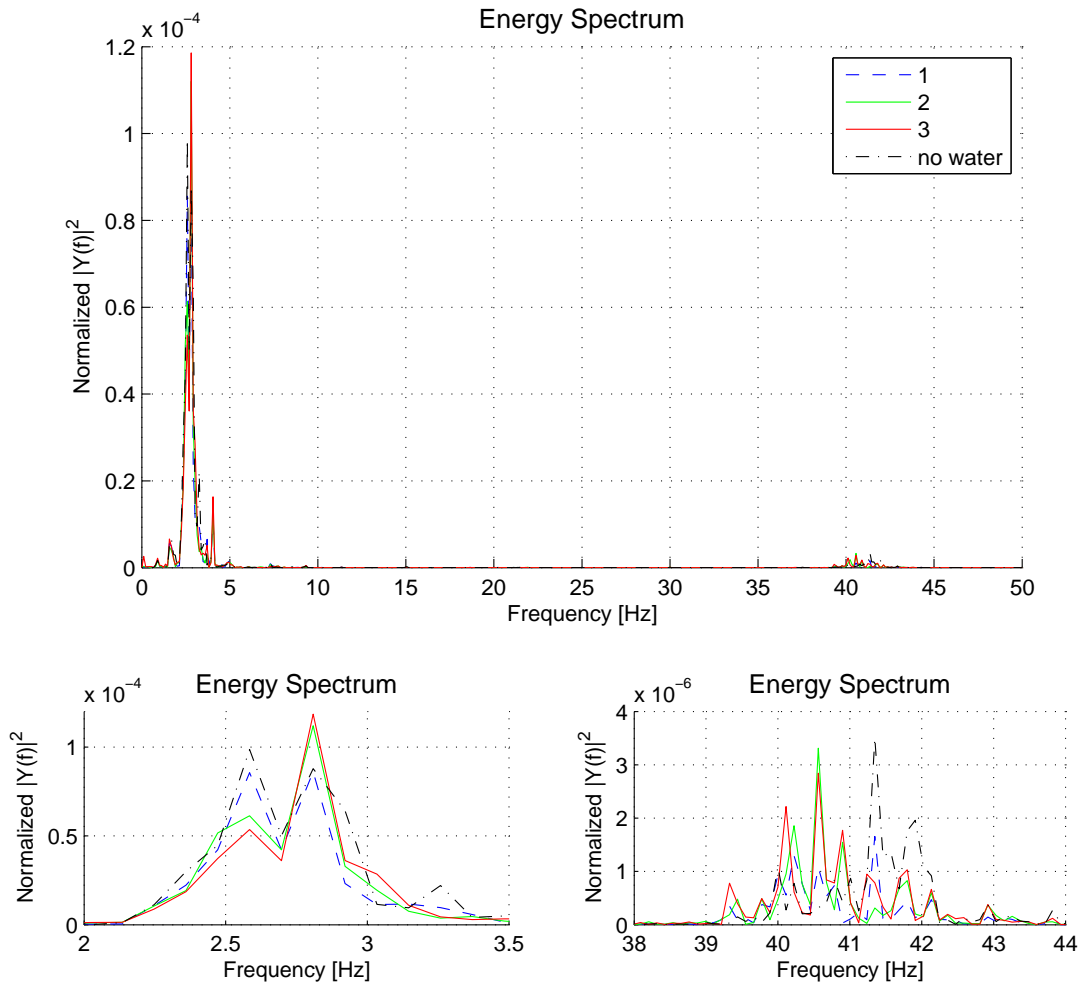 Energy Spectrum
x 10⁻⁴
Normalized |Y(f)|²
1.2
1
0.8
0.6
0.4
0.2
0
0 5 10 15 20 25 30 35 40 45 50
Frequency [Hz]
1
2
3
no water
Energy Spectrum
x 10⁻⁴
Normalized |Y(f)|²
1
0.5
0
2 2.5 3 3.5
Frequency [Hz]
Energy Spectrum
x 10⁻⁶
Normalized |Y(f)|²
4
3
2
1
0
38 39 40 41 42 43 44
Frequency [Hz]